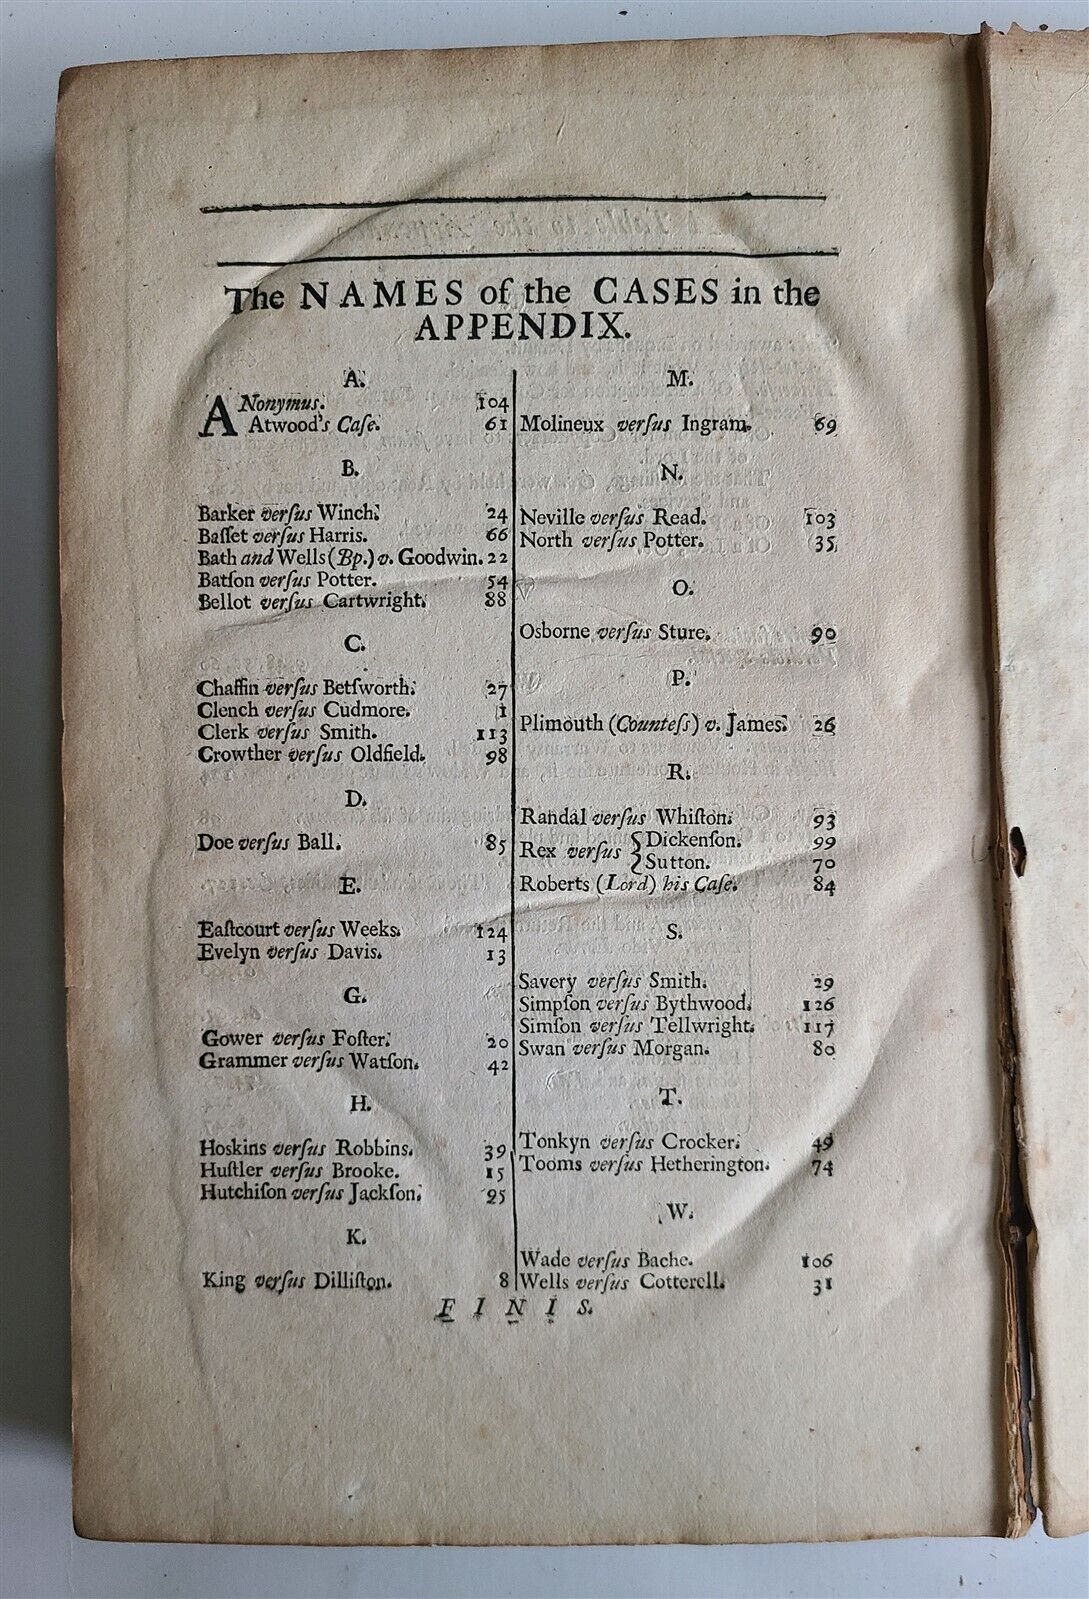 The NAMES of the CASES in the
APPENDIX.
A.
ANonymus. 104
Atwood's Caſe. 61
B.
Barker verſus Winch. 24
Baſſet verſus Harris. 66
Bath and Wells (Bp.) v. Goodwin. 22
Batſon verſus Potter. 54
Bellot verſus Cartwright. 88
C.
Chaffin verſus Betſworth. 27
Clench verſus Cudmore. 1
Clerk verſus Smith. 113
Crowther verſus Oldfield. 98
D.
Doe verſus Ball. 85
E.
Eaſtcourt verſus Weeks. 124
Evelyn verſus Davis. 13
G.
Gower verſus Foſter. 20
Grammer verſus Watſon. 42
H.
Hoskins verſus Robbins. 39
Huſtler verſus Brooke. 15
Hutchiſon verſus Jackſon. 25
K.
King verſus Dilliſton. 8
M.
Molineux verſus Ingram. 69
N.
Neville verſus Read. 103
North verſus Potter. 35
O.
Osborne verſus Sture. 90
P.
Plimouth (Counteſs) v. James. 26
R.
Randal verſus Whiſton. 93
Rex verſus { Dickenſon. 99
Sutton. 70
Roberts (Lord) his Caſe. 84
S.
Savery verſus Smith. 29
Simpſon verſus Bythwood. 126
Simſon verſus Tellwright. 117
Swan verſus Morgan. 80
T.
Tonkyn verſus Crocker. 49
Tooms verſus Hetherington. 74
W.
Wade verſus Bache. 106
Wells verſus Cotterell. 31
FINIS.